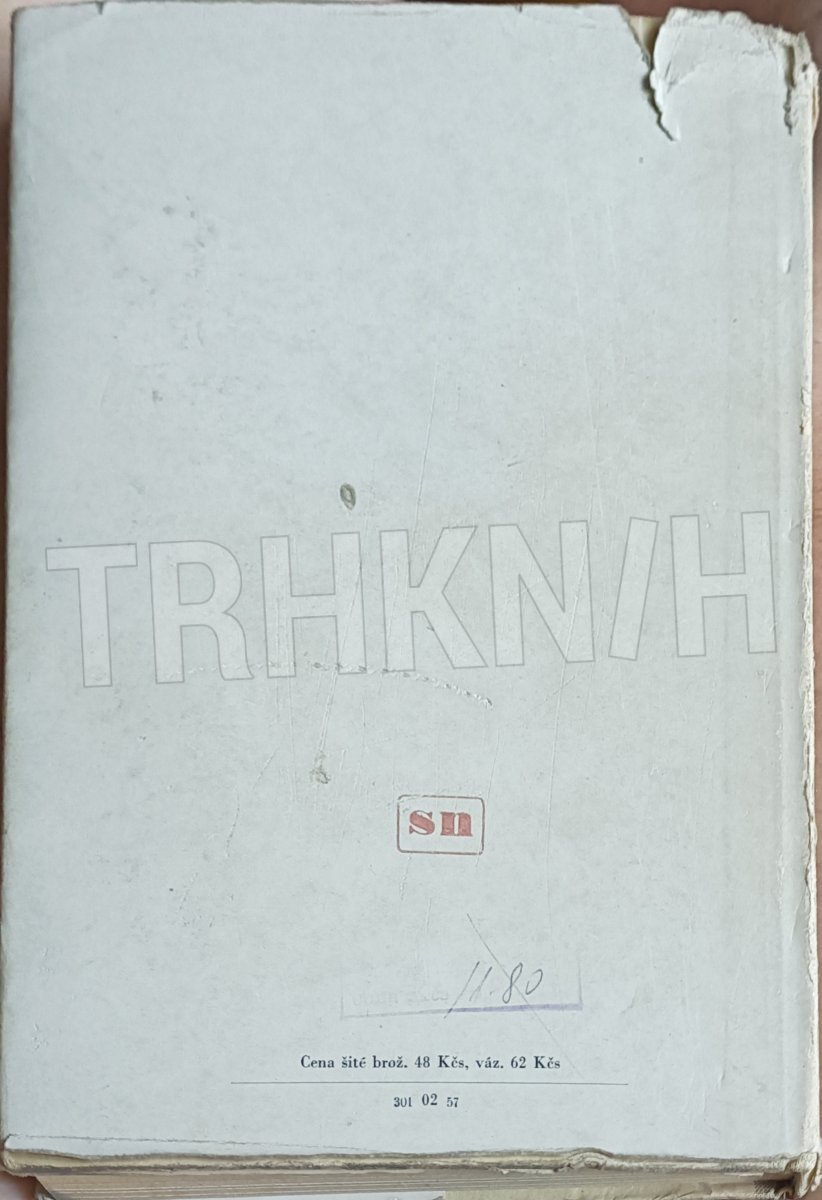 TRHKNIH
sn
11.80
Cena šité brož. 48 Kčs, váz. 62 Kčs
301 02 57